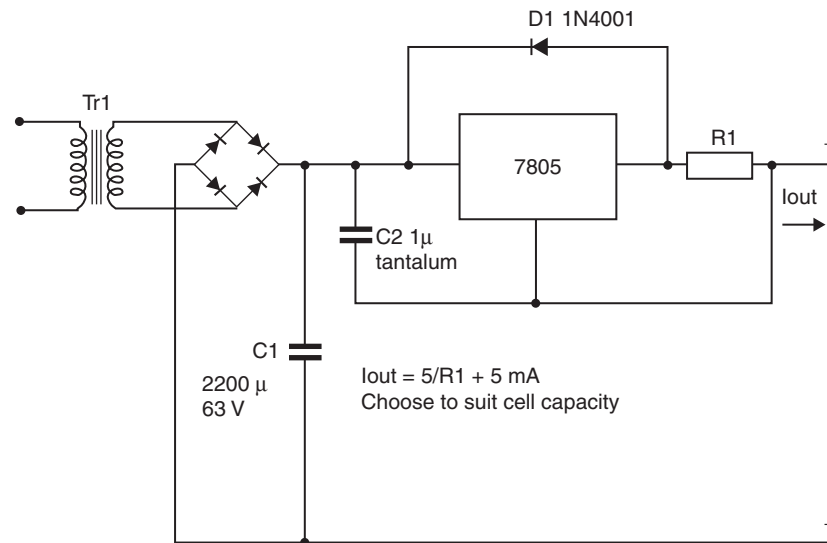 D1 1N4001
Tr1
7805
R1
Iout
C2 1µ
tantalum
C1
2200 µ
63 V
Iout = 5/R1 + 5 mA
Choose to suit cell capacity